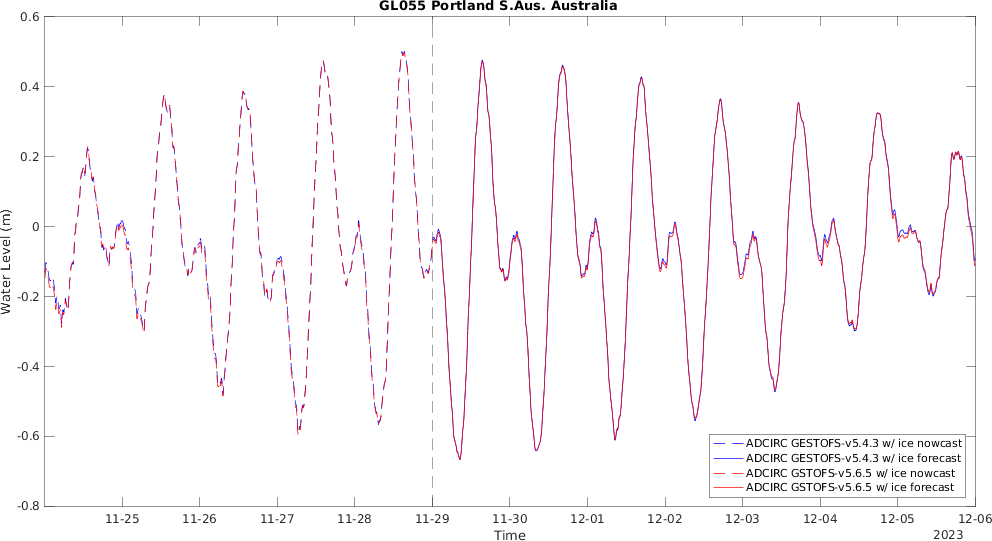 GL055 Portland S.Aus. Australia
0.6
0.4
0.2
0
-0.2
-0.4
-0.6
-0.8
Water Level (m)
11-25 11-26 11-27 11-28 11-29 11-30 12-01 12-02 12-03 12-04 12-05 12-06
Time
2023
ADCIRC GESTOFS-v5.4.3 w/ ice nowcast
ADCIRC GESTOFS-v5.4.3 w/ ice forecast
ADCIRC GSTOFS-v5.6.5 w/ ice nowcast
ADCIRC GSTOFS-v5.6.5 w/ ice forecast